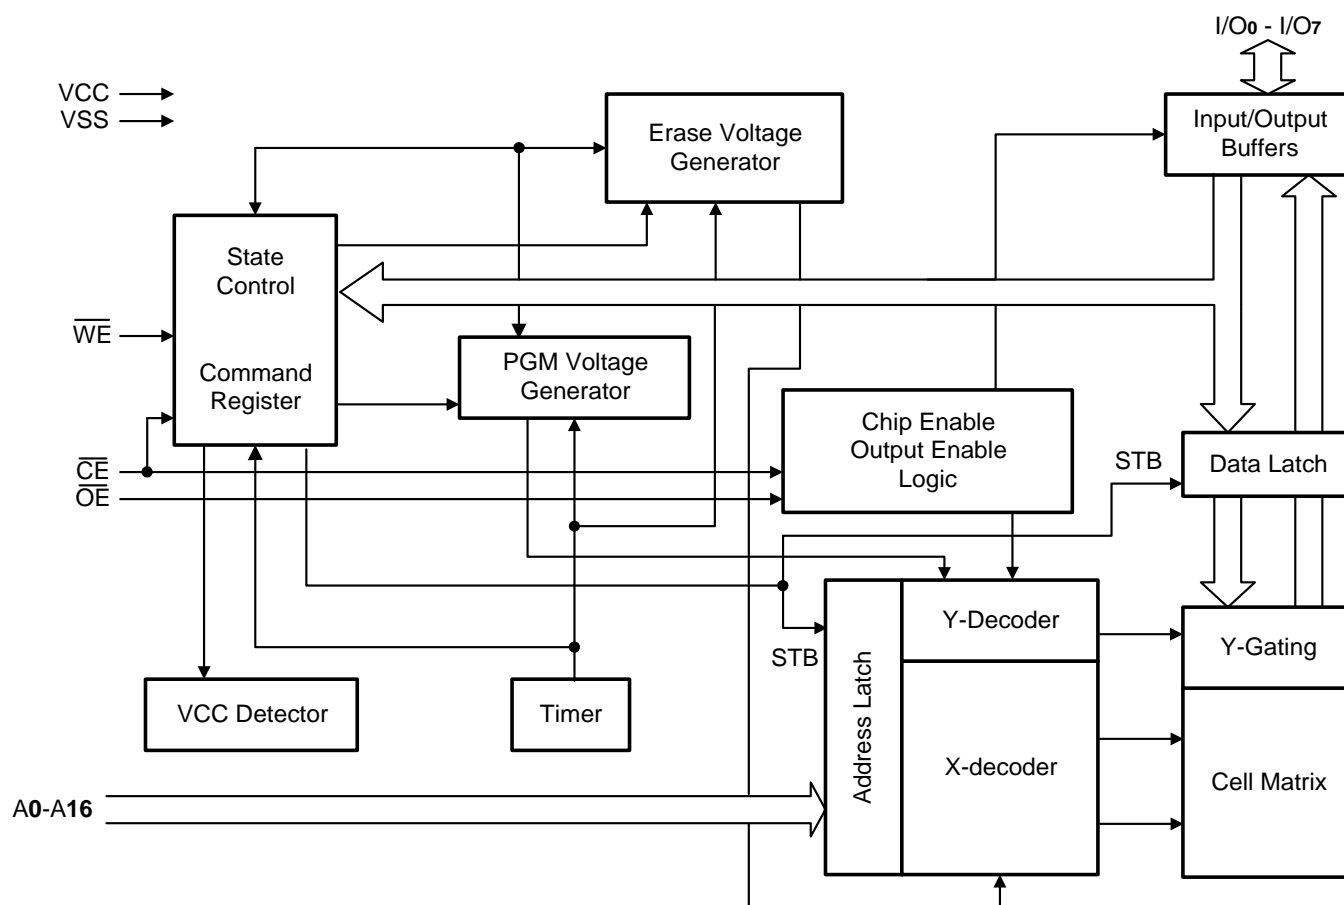 I/O0 - I/O7
VCC
VSS
Erase Voltage
Generator
Input/Output
Buffers
State
Control
WE
PGM Voltage
Generator
Command
Register
Chip Enable
Output Enable
Logic
CE
OE
STB
Data Latch
Y-Decoder
STB
Y-Gating
Address Latch
VCC Detector
Timer
X-decoder
Cell Matrix
A0-A16